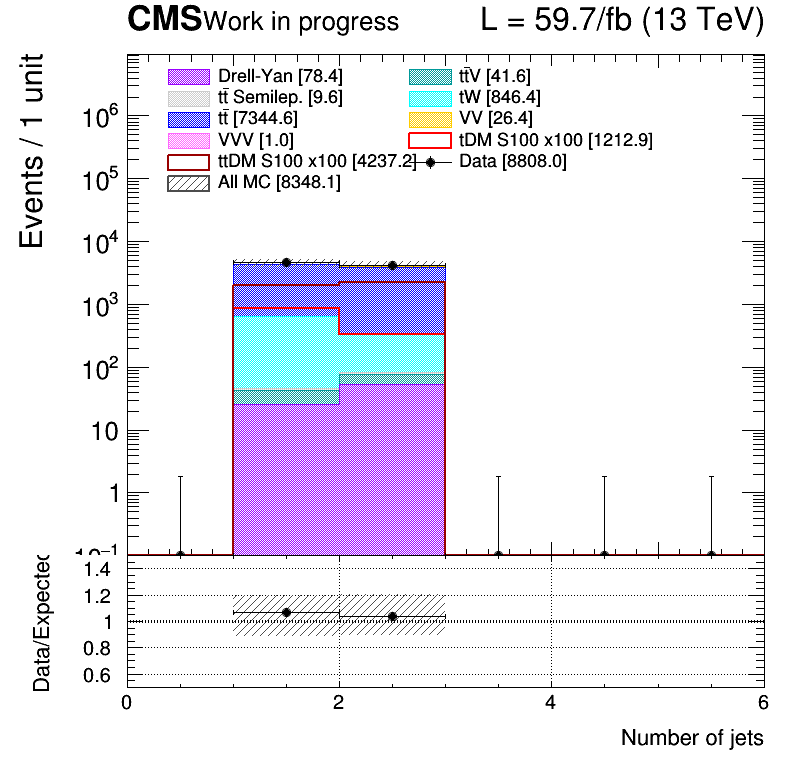 CMS Work in progress L = 59.7/fb (13 TeV)
Events / 1 unit
Drell-Yan [78.4] tt̄V [41.6]
tt̄ Semilep. [9.6] tW [846.4]
tt̄ [7344.6] VV [26.4]
VVV [1.0] tDM S100 x100 [1212.9]
ttDM S100 x100 [4237.2] Data [8808.0]
All MC [8348.1]
10⁶
10⁵
10⁴
10³
10²
10
1
10⁻¹
Data/Expected
1.4
1.2
1
0.8
0.6
0 2 4 6
Number of jets